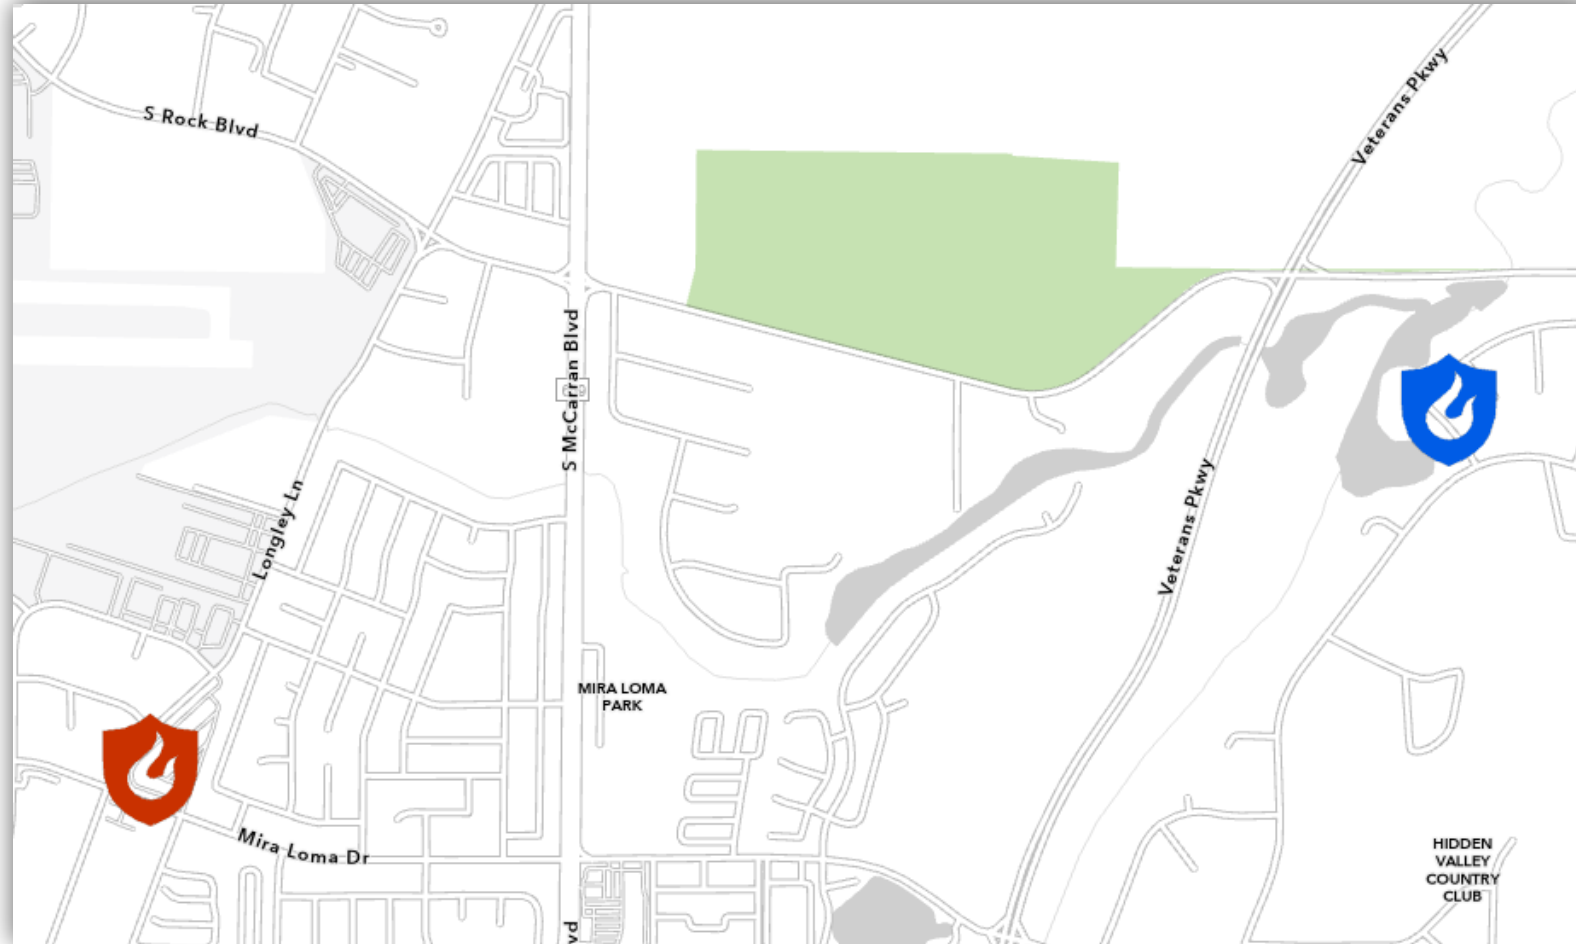 Veterans Pkwy
S Rock Blvd
S McCarran Blvd
Longley Ln
Veterans Pkwy
MIRA LOMA
PARK
Mira Loma Dr
HIDDEN
VALLEY
COUNTRY
CLUB
vd